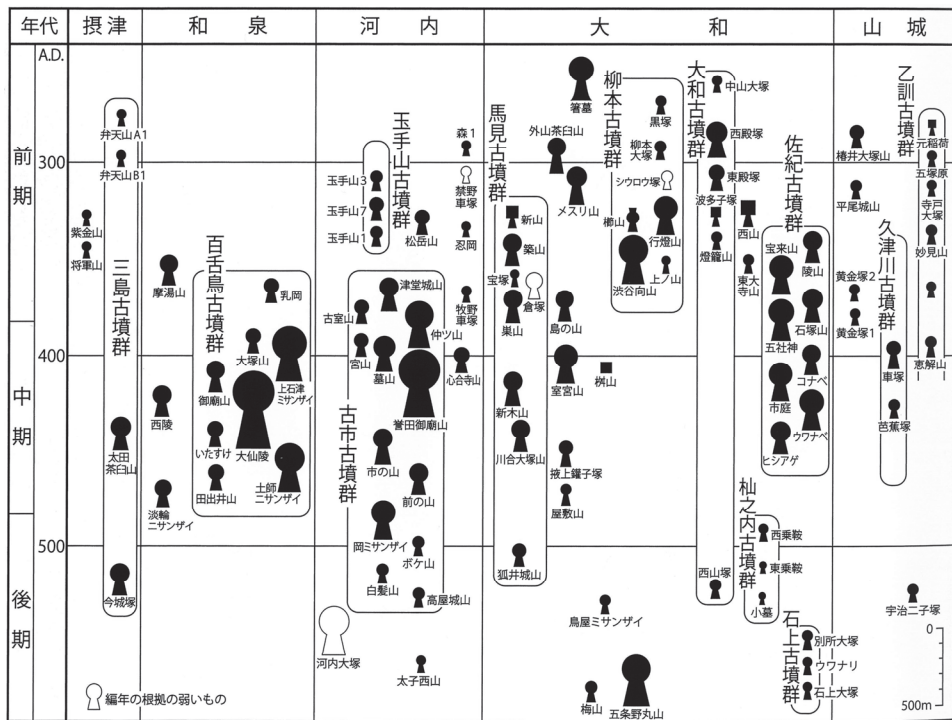 年代
摂津
和泉
河内
大和
山城
A.D.
300
400
500
前期
中期
後期
弁天山A1
弁天山B1
紫金山
将軍山
三島古墳群
太田
茶臼山
今城塚
摩湯山
西陵
淡輪
ニサンザイ
百舌鳥古墳群
乳岡
大塚山
上石津
ミサンザイ
御廟山
大仙陵
いたすけ
田出井山
土師
ニサンザイ
玉手山古墳群
玉手山3
玉手山7
玉手山1
松岳山
森1
禁野
車塚
忍岡
牧野
車塚
津堂城山
古室山
仲ツ山
宮山
墓山
心合寺山
誉田御廟山
古市古墳群
市の山
前の山
岡ミサンザイ
ボケ山
白髪山
高屋城山
河内大塚
太子西山
馬見古墳群
新山
築山
宝塚
倉塚
巣山
新木山
川合大塚山
狐井城山
箸墓
外山茶臼山
メスリ山
島の山
室宮山
桝山
掖上鑵子塚
屋敷山
鳥屋ミサンザイ
梅山
五条野丸山
柳本古墳群
黒塚
柳本
大塚
シウロウ塚
櫛山
行燈山
渋谷向山
上ノ山
大和古墳群
中山大塚
西殿塚
東殿塚
波多子塚
燈籠山
西山
東大
寺山
西山塚
佐紀古墳群
宝来山
陵山
五社神
石塚山
コナベ
市庭
ウワナベ
ヒシアゲ
杣之内古墳群
西乗鞍
東乗鞍
小墓
石上古墳群
別所大塚
ウワナリ
石上大塚
椿井大塚山
平尾城山
黄金塚2
黄金塚1
久津川古墳群
車塚
芭蕉塚
乙訓古墳群
元稲荷
五塚原
寺戸
大塚
妙見山
恵解山
宇治二子塚
0
500m
編年の根拠の弱いもの